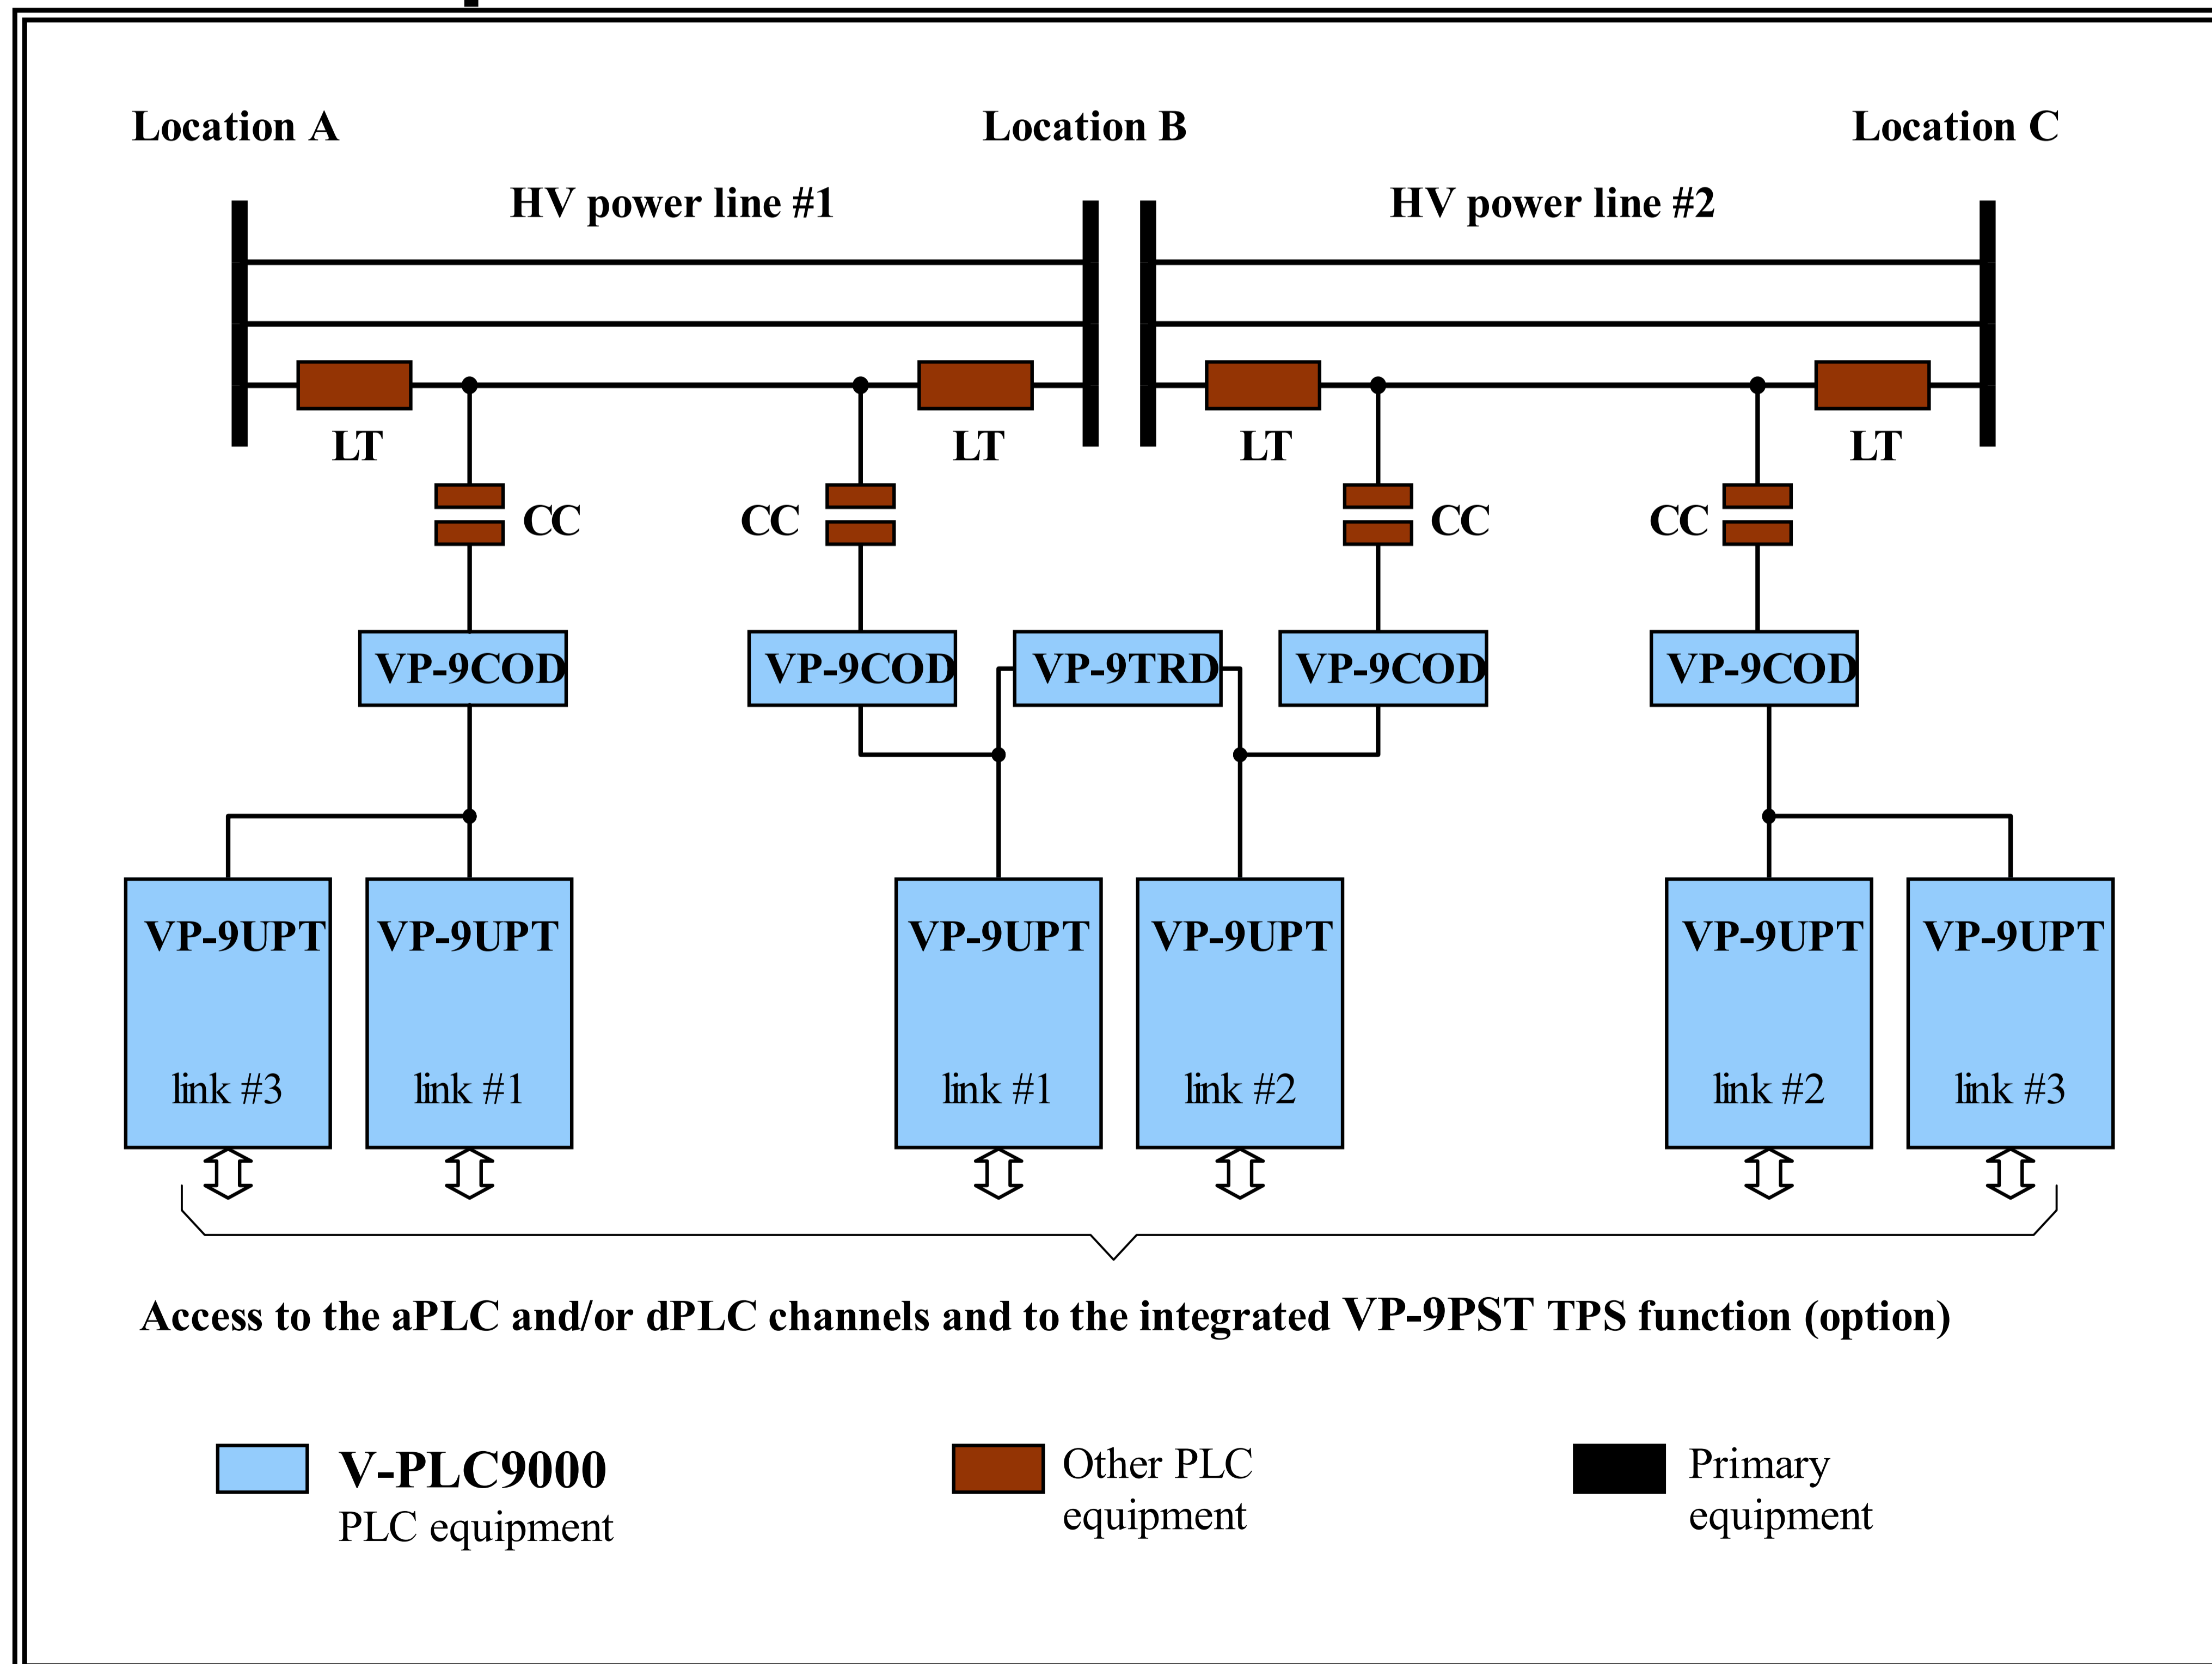 Location A
Location B
Location C
HV power line #1
HV power line #2
LT
LT
LT
LT
CC
CC
CC
CC
VP-9COD
VP-9COD
VP-9TRD
VP-9COD
VP-9COD
VP-9UPT
VP-9UPT
VP-9UPT
VP-9UPT
VP-9UPT
VP-9UPT
link #3
link #1
link #1
link #2
link #2
link #3
Access to the aPLC and/or dPLC channels and to the integrated VP-9PST TPS function (option)
V-PLC9000
PLC equipment
Other PLC
equipment
Primary
equipment